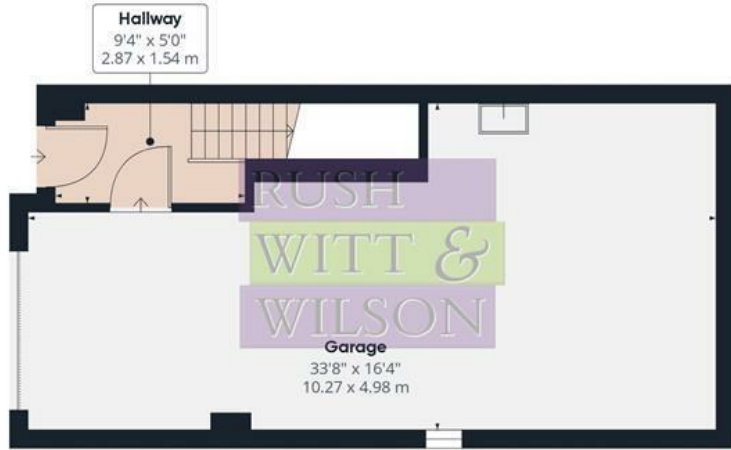 Hallway
9'4" x 5'0"
2.87 x 1.54 m
RUSH
WITT &
WILSON
Garage
33'8" x 16'4"
10.27 x 4.98 m